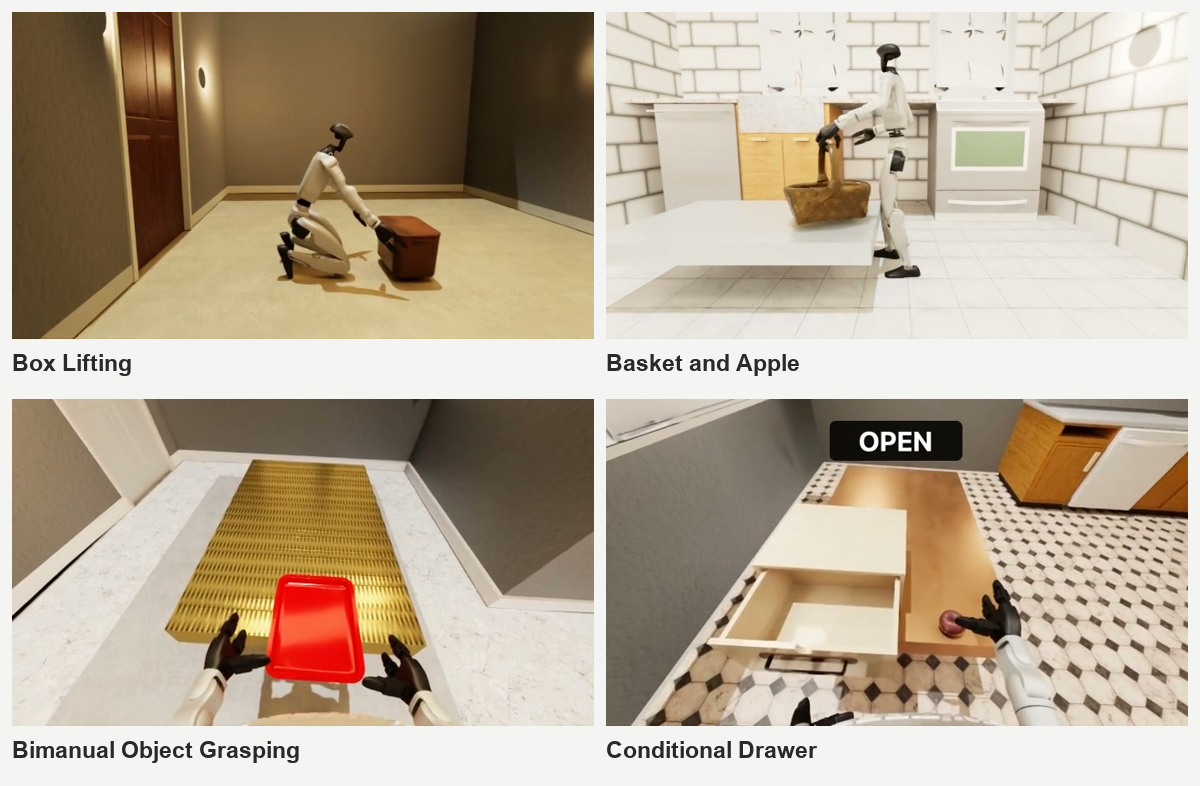 Box Lifting
Basket and Apple
OPEN
Bimanual Object Grasping
Conditional Drawer